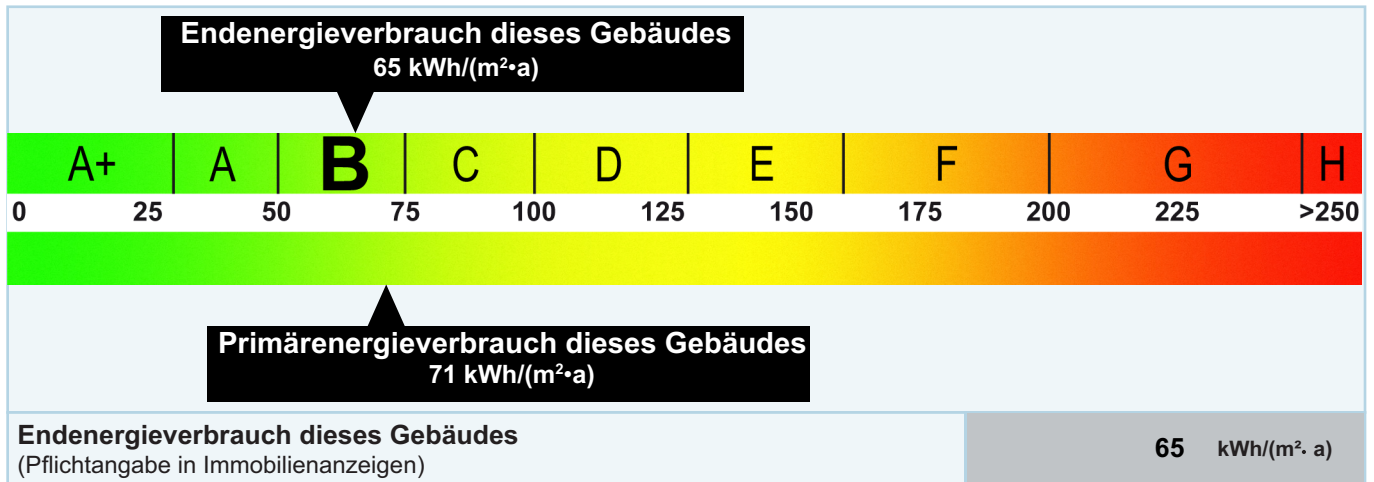 Endenergieverbrauch dieses Gebäudes
65 kWh/(m²•a)
A+ A B C D E F G H
0 25 50 75 100 125 150 175 200 225 >250
Primärenergieverbrauch dieses Gebäudes
71 kWh/(m²•a)
Endenergieverbrauch dieses Gebäudes 65 kWh/(m²· a)
(Pflichtangabe in Immobilienanzeigen)